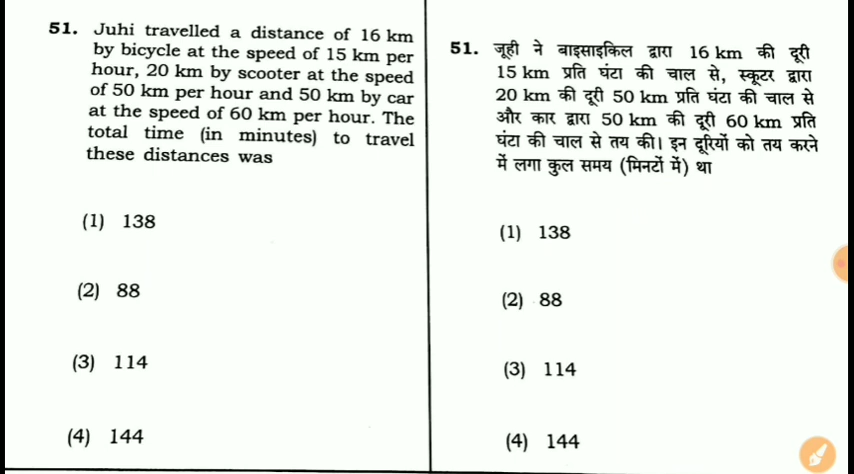 51. Juhi travelled a distance of 16 km
by bicycle at the speed of 15 km per
hour, 20 km by scooter at the speed
of 50 km per hour and 50 km by car
at the speed of 60 km per hour. The
total time (in minutes) to travel
these distances was
(1) 138
(2) 88
(3) 114
(4) 144
51. जूही ने बाइसाइकिल द्वारा 16 km की दूरी
15 km प्रति घंटा की चाल से, स्कूटर द्वारा
20 km की दूरी 50 km प्रति घंटा की चाल से
और कार द्वारा 50 km की दूरी 60 km प्रति
घंटा की चाल से तय की। इन दूरियों को तय करने
में लगा कुल समय (मिनटों में) था
(1) 138
(2) 88
(3) 114
(4) 144